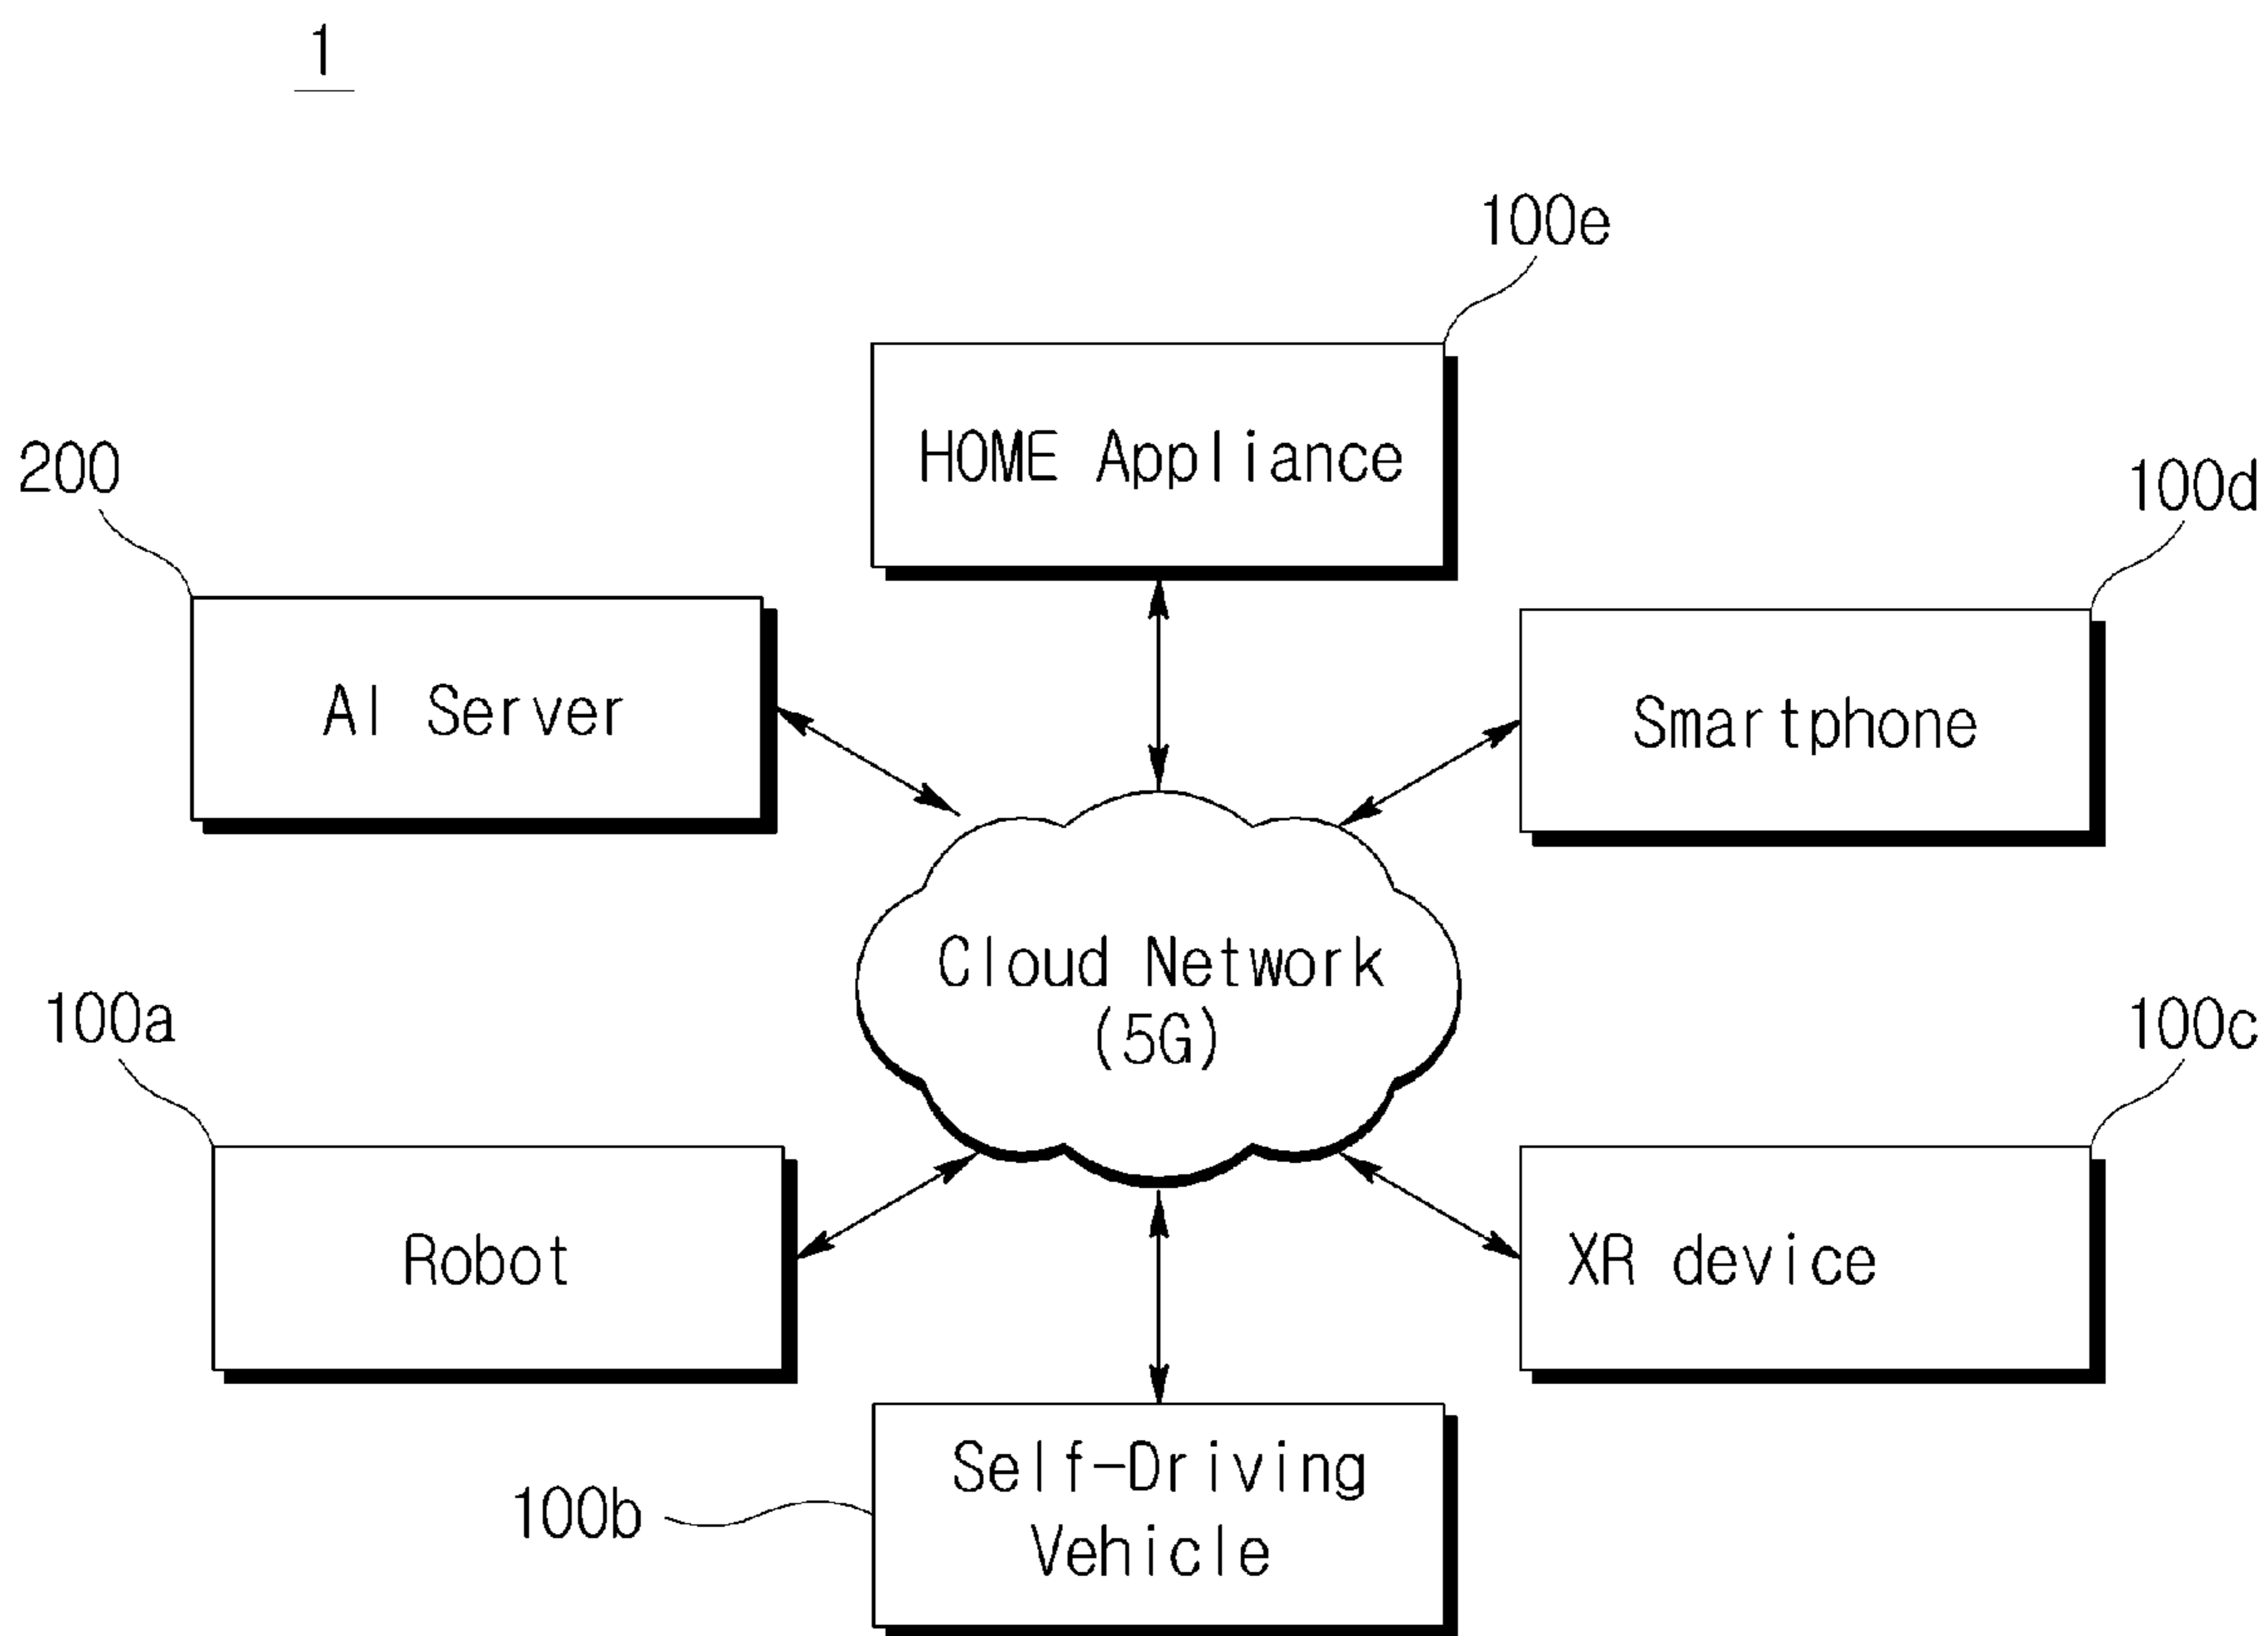 1
100e
HOME Appliance
200
100d
AI Server
Smartphone
Cloud Network
(5G)
100a
100c
Robot
XR device
Self-Driving
Vehicle
100b